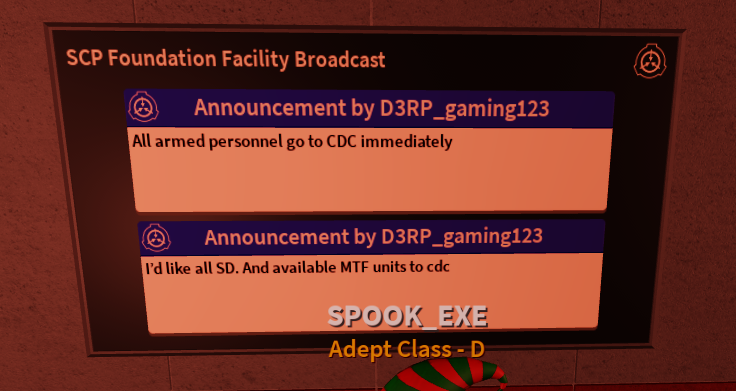 SCP Foundation Facility Broadcast
Announcement by D3RP_gaming123
All armed personnel go to CDC immediately
Announcement by D3RP_gaming123
I'd like all SD. And available MTF units to cdc
SPOOK_EXE
Adept Class - D